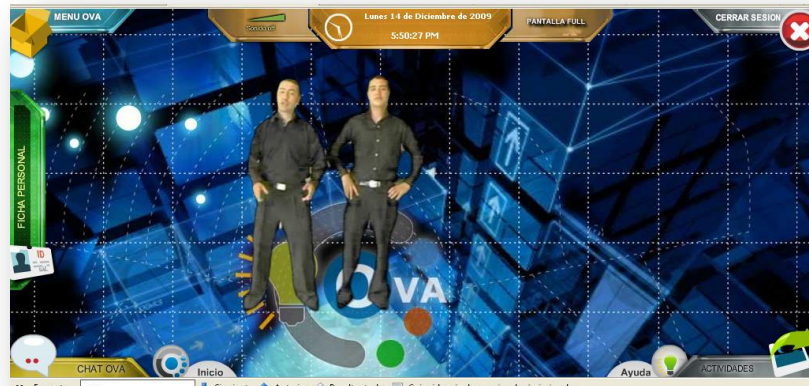 MENU OVA
Lunes 14 de Diciembre de 2009
5:50:27 PM
PANTALLA FULL
CERRAR SESION
FICHA PERSONAL
ID
OVA
CHAT OVA
Inicio
Ayuda
ACTIVIDADES